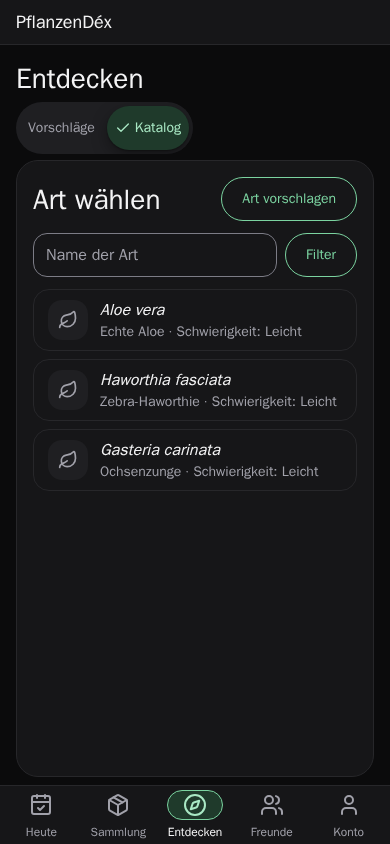 PflanzenDéx
Entdecken
Vorschläge
Katalog
Art wählen
Art vorschlagen
Name der Art
Filter
Aloe vera
Echte Aloe · Schwierigkeit: Leicht
Haworthia fasciata
Zebra-Haworthie · Schwierigkeit: Leicht
Gasteria carinata
Ochsenzunge · Schwierigkeit: Leicht
Heute
Sammlung
Entdecken
Freunde
Konto